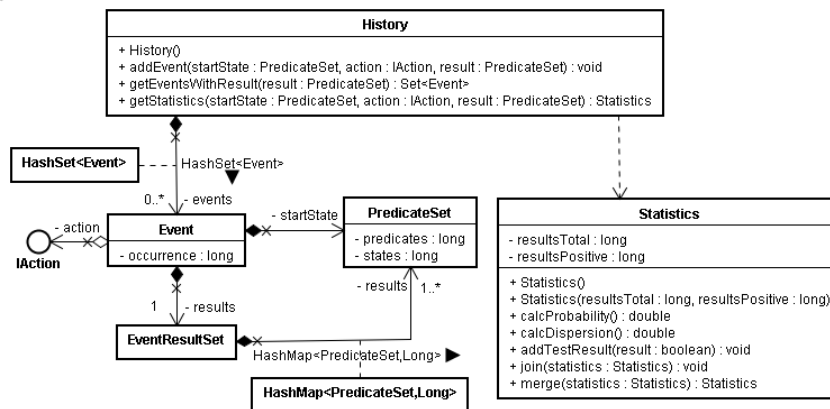 History
+ History()
+ addEvent(startState : PredicateSet, action : IAction, result : PredicateSet) : void
+ getEventsWithResult(result : PredicateSet) : Set<Event>
+ getStatistics(startState : PredicateSet, action : IAction, result : PredicateSet) : Statistics
HashSet<Event>
HashSet<Event>
0..*
- events
- action
IAction
Event
- occurrence : long
- startState
PredicateSet
- predicates : long
- states : long
- results
1..*
1
- results
EventResultSet
HashMap<PredicateSet,Long>
HashMap<PredicateSet,Long>
Statistics
- resultsTotal : long
- resultsPositive : long
+ Statistics()
+ Statistics(resultsTotal : long, resultsPositive : long)
+ calcProbability() : double
+ calcDispersion() : double
+ addTestResult(result : boolean) : void
+ join(statistics : Statistics) : void
+ merge(statistics : Statistics) : Statistics